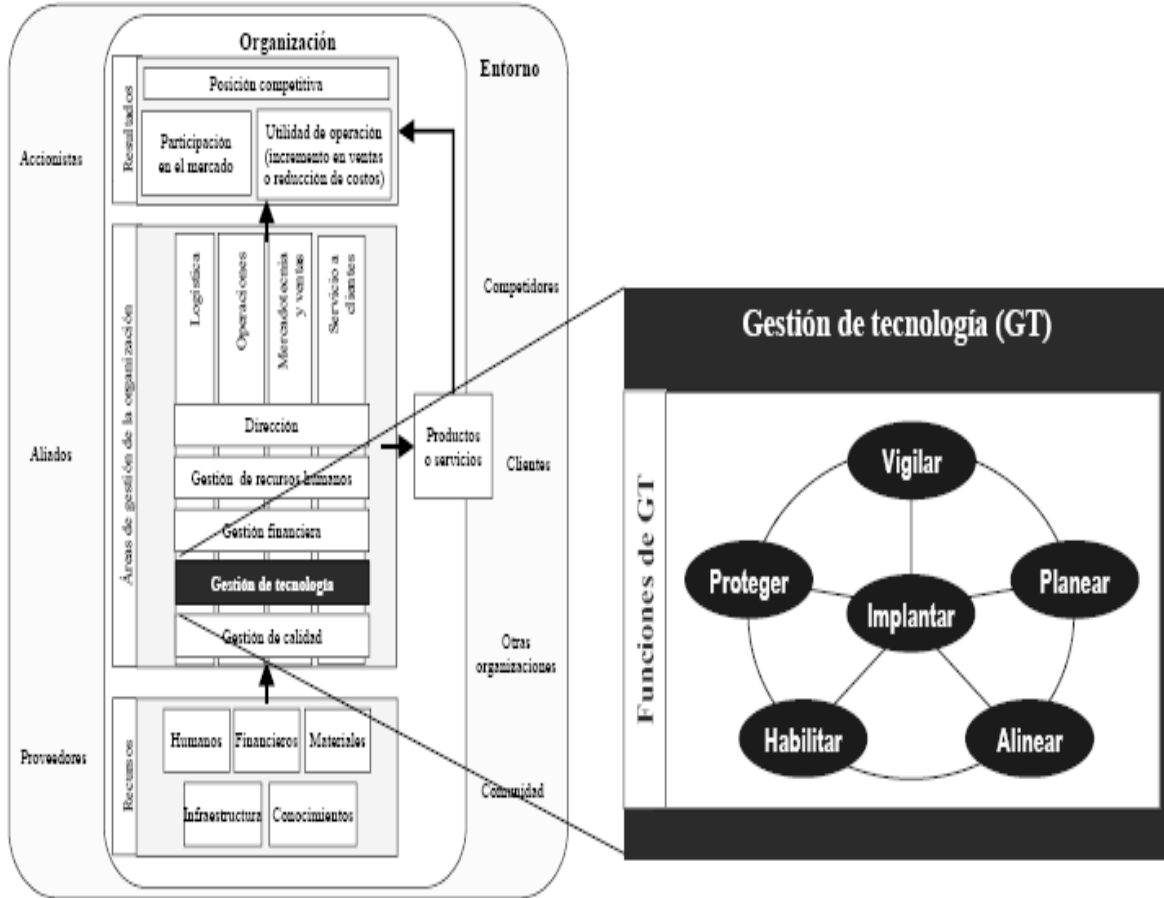 Organización
Entorno
Resultados
Posición competitiva
Participación
en el mercado
Utilidad de operación
(incremento en ventas
o reducción de costos)
Accionistas
Áreas de gestión de la organización
Logística
Operaciones
Mercadotecnia
y ventas
Servicio a
clientes
Competidores
Dirección
Gestión de recursos humanos
Gestión financiera
Gestión de tecnología
Gestión de calidad
Productos
o servicios
Aliados
Clientes
Otras
organizaciones
Recursos
Humanos
Financieros
Materiales
Infraestructura
Conocimientos
Proveedores
Comunidad
Gestión de tecnología (GT)
Funciones de GT
Vigilar
Proteger
Planear
Implantar
Habilitar
Alinear